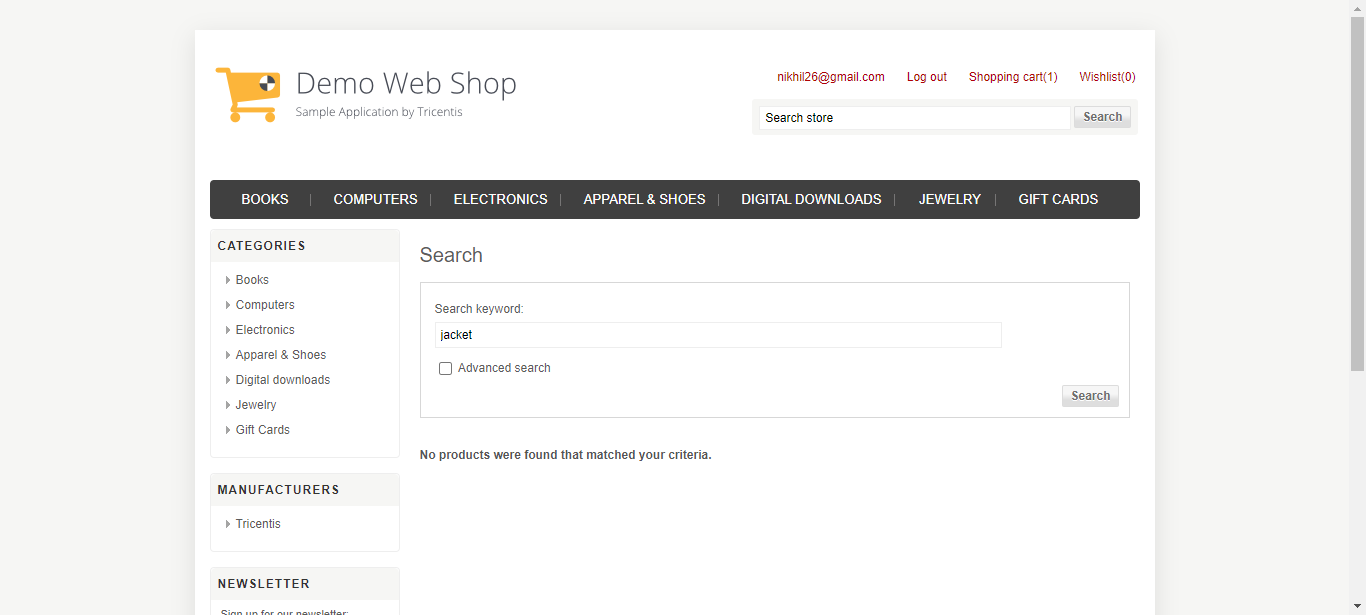 Demo Web Shop
Sample Application by Tricentis
nikhil26@gmail.com Log out Shopping cart(1) Wishlist(0)
Search store Search
BOOKS COMPUTERS ELECTRONICS APPAREL & SHOES DIGITAL DOWNLOADS JEWELRY GIFT CARDS
CATEGORIES
Books
Computers
Electronics
Apparel & Shoes
Digital downloads
Jewelry
Gift Cards
MANUFACTURERS
Tricentis
NEWSLETTER
Sign up for our newsletter:
Search
Search keyword:
jacket
Advanced search
Search
No products were found that matched your criteria.